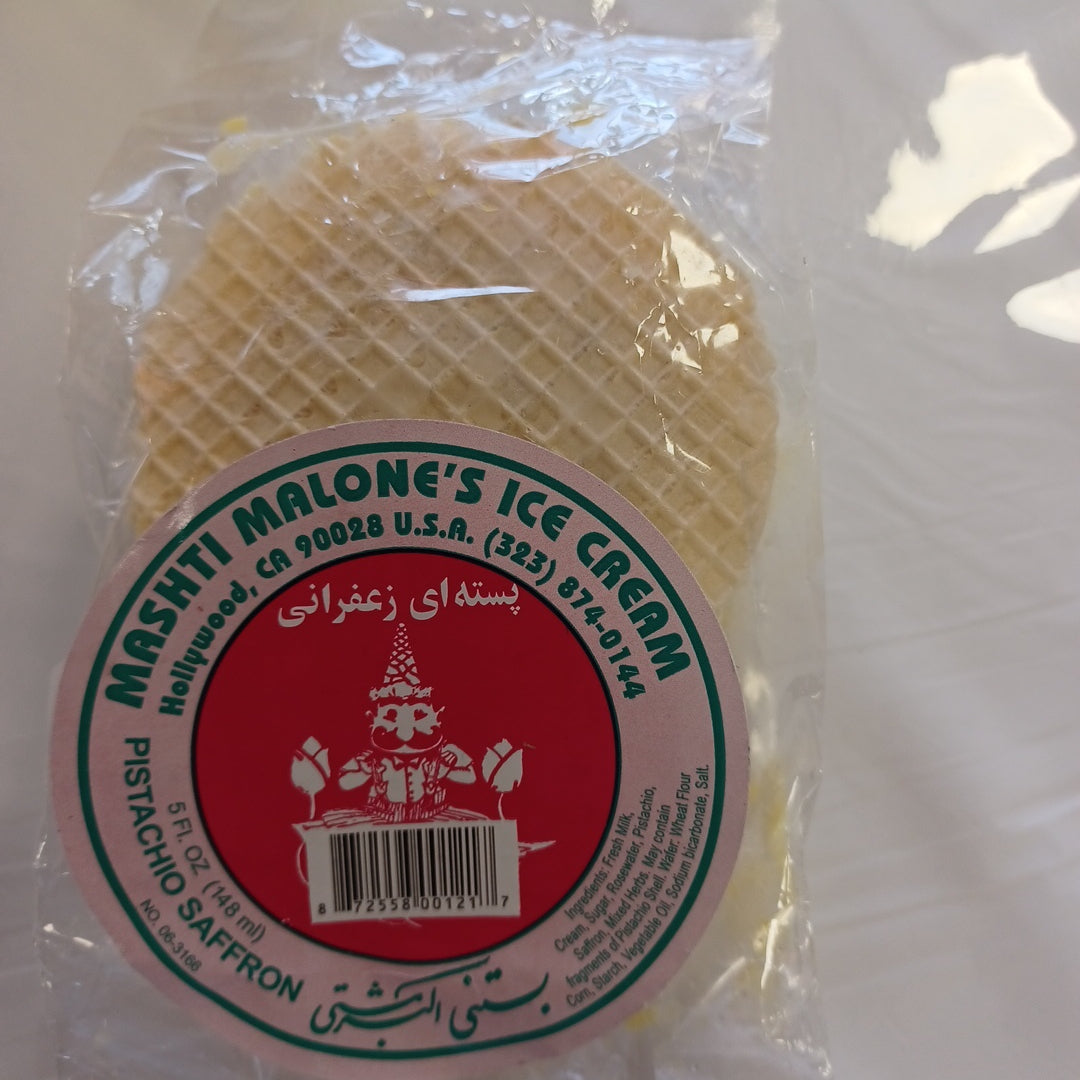 MASHTI MALONE'S ICE CREAM
Hollywood, CA 90028 U.S.A. (323) 874-0144
پسته ای زعفرانی
8 72558 00121 7
5 Fl. OZ (148 ml)
PISTACHIO SAFFRON
NO. 06-3166
Ingredients: Fresh Milk,
Cream, Sugar, Rosewater, Pistachio,
Saffron, Mixed Herbs. May contain
fragments of Pistachio Shell. Wafer: Wheat Flour
Corn, Starch, Vegetable Oil, Sodium bicarbonate, Salt.
بستنی اکبر مشتی